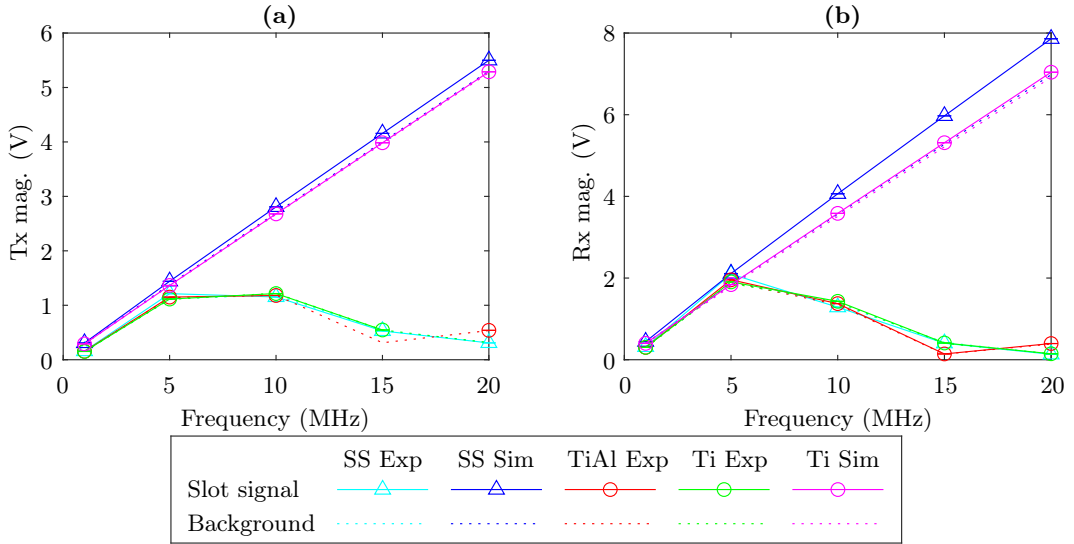 (a)
Tx mag. (V)
6
5
4
3
2
1
0
0 5 10 15 20
Frequency (MHz)
(b)
Rx mag. (V)
8
6
4
2
0
0 5 10 15 20
Frequency (MHz)
SS Exp SS Sim TiAl Exp Ti Exp Ti Sim
Slot signal
Background